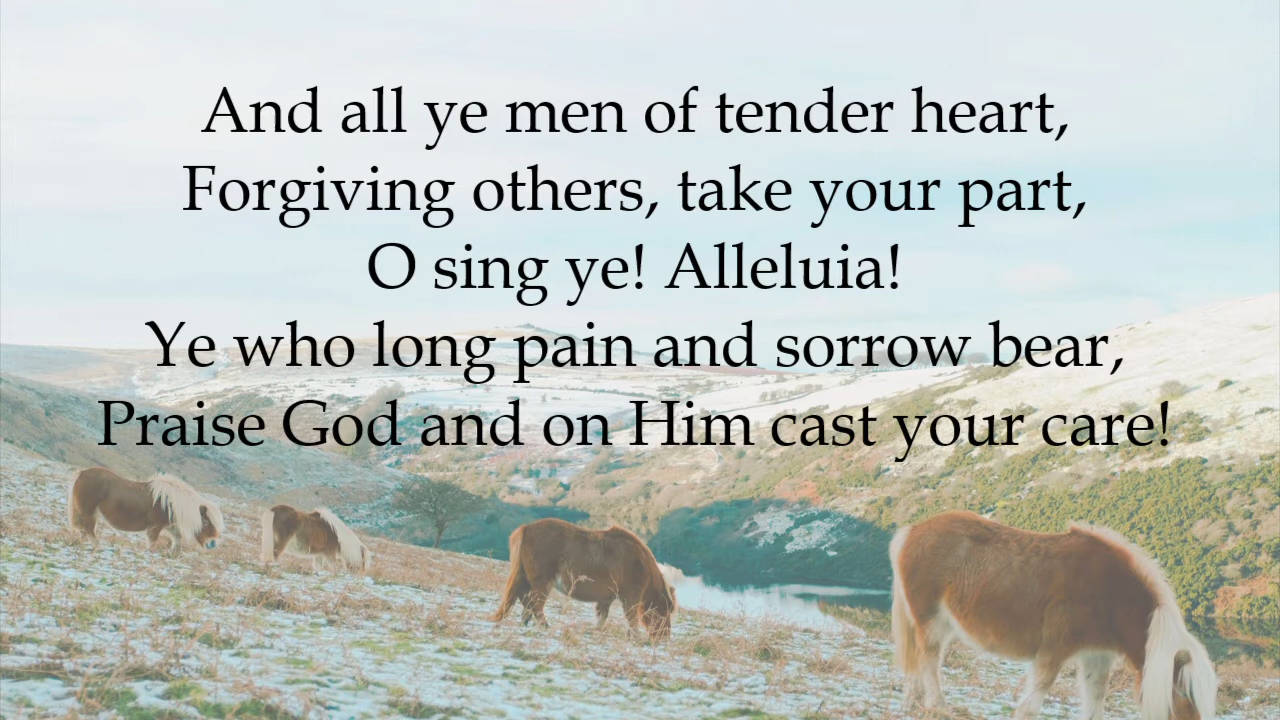 And all ye men of tender heart,
Forgiving others, take your part,
O sing ye! Alleluia!
Ye who long pain and sorrow bear,
Praise God and on Him cast your care!